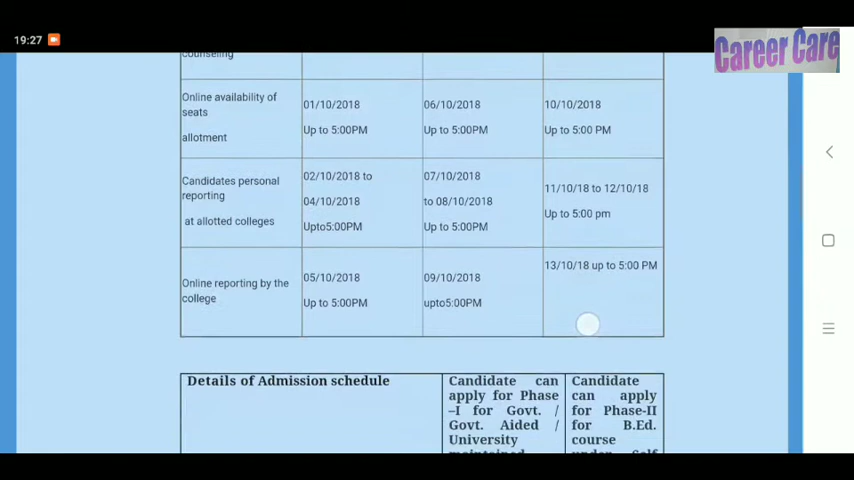 19:27
Career Care
counseling
Online availability of
seats
allotment
01/10/2018
Up to 5:00PM
06/10/2018
Up to 5:00PM
10/10/2018
Up to 5:00 PM
Candidates personal
reporting
at allotted colleges
02/10/2018 to
04/10/2018
Upto5:00PM
07/10/2018
to 08/10/2018
Up to 5:00PM
11/10/18 to 12/10/18
Up to 5:00 pm
Online reporting by the
college
05/10/2018
Up to 5:00PM
09/10/2018
upto5:00PM
13/10/18 up to 5:00 PM
Details of Admission schedule
Candidate can
apply for Phase
–I for Govt. /
Govt. Aided /
University
maintained
Candidate
can apply
for Phase-II
for B.Ed.
course
under Self